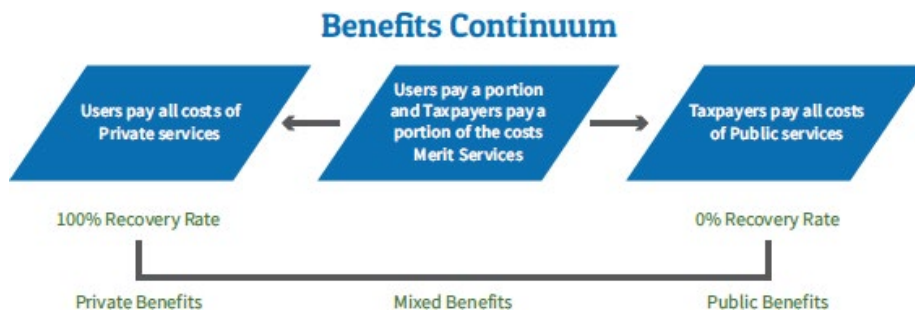 Benefits Continuum
Users pay all costs of
Private services
Users pay a portion
and Taxpayers pay a
portion of the costs
Merit Services
Taxpayers pay all costs
of Public services
100% Recovery Rate
0% Recovery Rate
Private Benefits
Mixed Benefits
Public Benefits